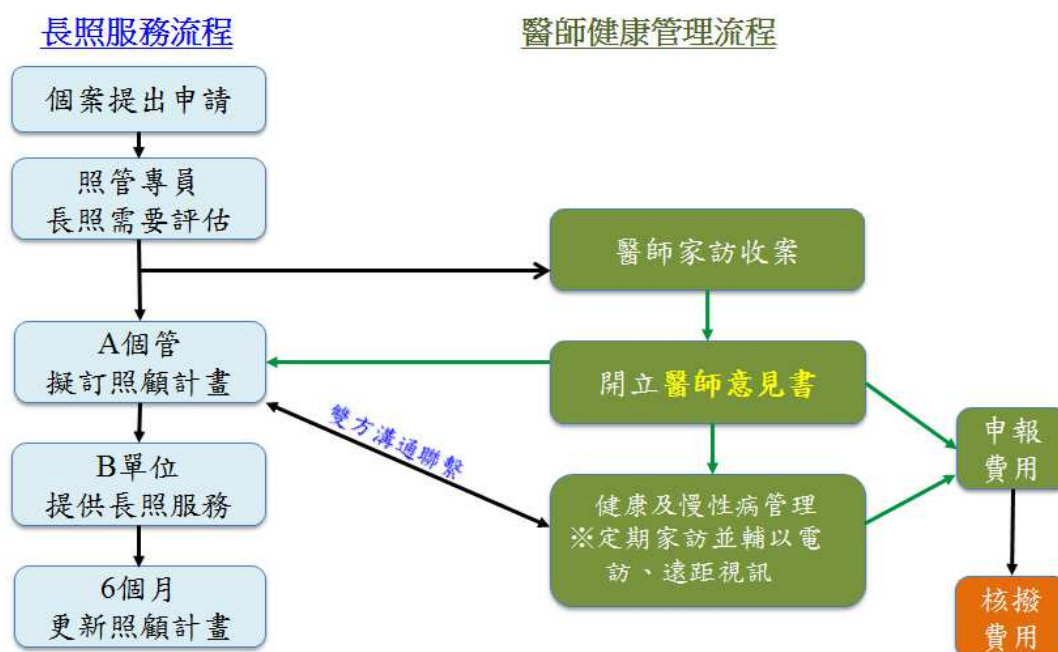 長照服務流程
醫師健康管理流程
個案提出申請
照管專員
長照需要評估
醫師家訪收案
A個管
擬訂照顧計畫
開立醫師意見書
雙方溝通聯繫
申報
費用
B單位
提供長照服務
健康及慢性病管理
※定期家訪並輔以電
訪、遠距視訊
6個月
更新照顧計畫
核撥
費用